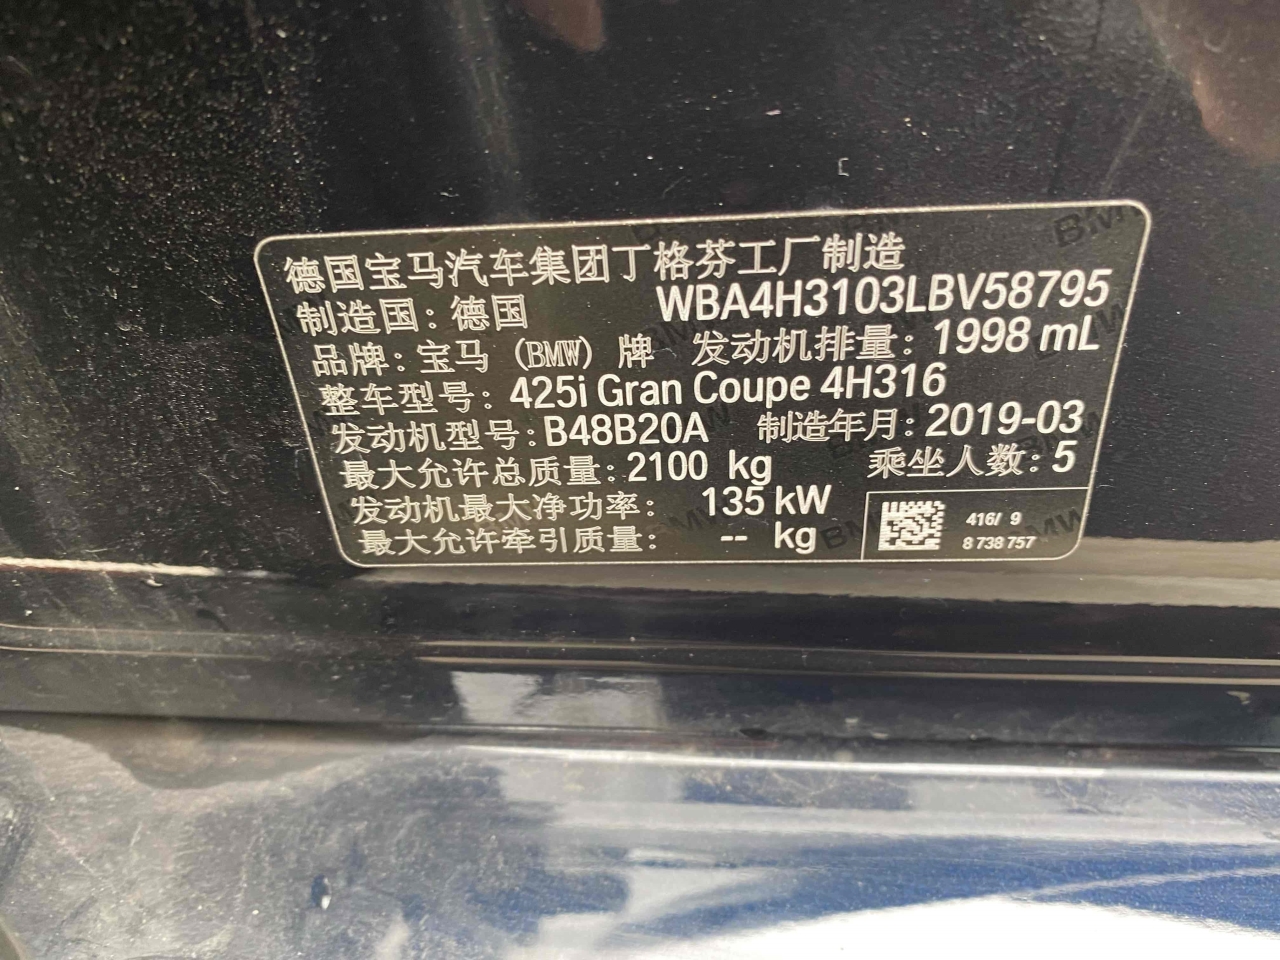 德国宝马汽车集团丁格芬工厂制造
制造国：德国 WBA4H3103LBV58795
品牌：宝马 (BMW) 牌 发动机排量：1998 mL
整车型号：425i Gran Coupe 4H316
发动机型号：B48B20A 制造年月：2019-03
最大允许总质量：2100 kg 乘坐人数：5
发动机最大净功率： 135 kW
最大允许牵引质量： -- kg
416/ 9
8 738 757